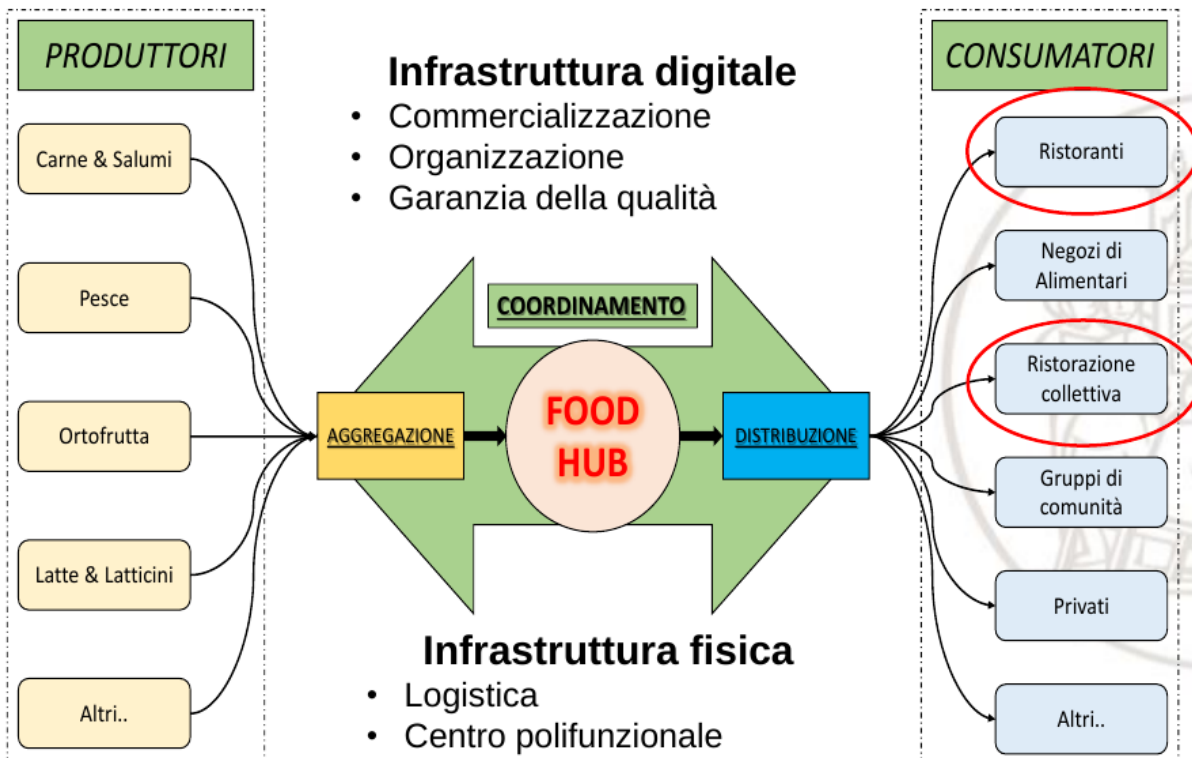 PRODUTTORI
Carne & Salumi
Pesce
Ortofrutta
Latte & Latticini
Altri..
Infrastruttura digitale
• Commercializzazione
• Organizzazione
• Garanzia della qualità
COORDINAMENTO
AGGREGAZIONE
FOOD
HUB
DISTRIBUZIONE
Infrastruttura fisica
• Logistica
• Centro polifunzionale
CONSUMATORI
Ristoranti
Negozi di
Alimentari
Ristorazione
collettiva
Gruppi di
comunità
Privati
Altri..